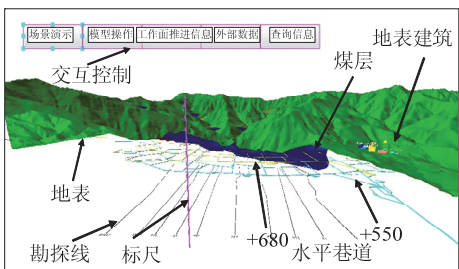 场景演示 模型操作 工作面推进信息 外部数据 查询信息
交互控制
地表建筑
煤层
地表
勘探线
标尺
+680
水平巷道
+550